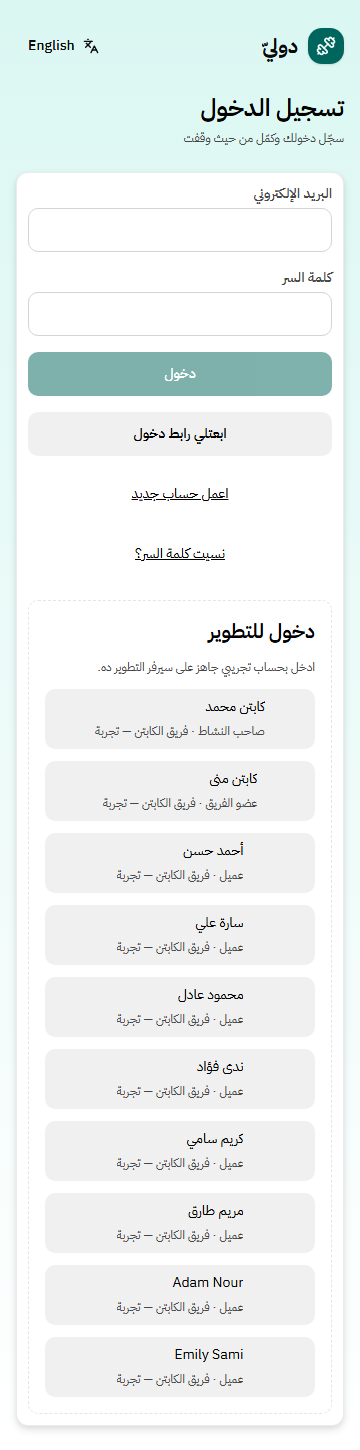 دوليّ
English
تسجيل الدخول
سجّل دخولك وكمّل من حيث وقفت
البريد الإلكتروني
كلمة السر
دخول
ابعتلي رابط دخول
اعمل حساب جديد
نسيت كلمة السر؟
دخول للتطوير
ادخل بحساب تجريبي جاهز على سيرفر التطوير ده.
كابتن محمد
صاحب النشاط · فريق الكابتن — تجربة
كابتن منى
عضو الفريق · فريق الكابتن — تجربة
أحمد حسن
عميل · فريق الكابتن — تجربة
سارة علي
عميل · فريق الكابتن — تجربة
محمود عادل
عميل · فريق الكابتن — تجربة
ندى فؤاد
عميل · فريق الكابتن — تجربة
كريم سامي
عميل · فريق الكابتن — تجربة
مريم طارق
عميل · فريق الكابتن — تجربة
Adam Nour
عميل · فريق الكابتن — تجربة
Emily Sami
عميل · فريق الكابتن — تجربة